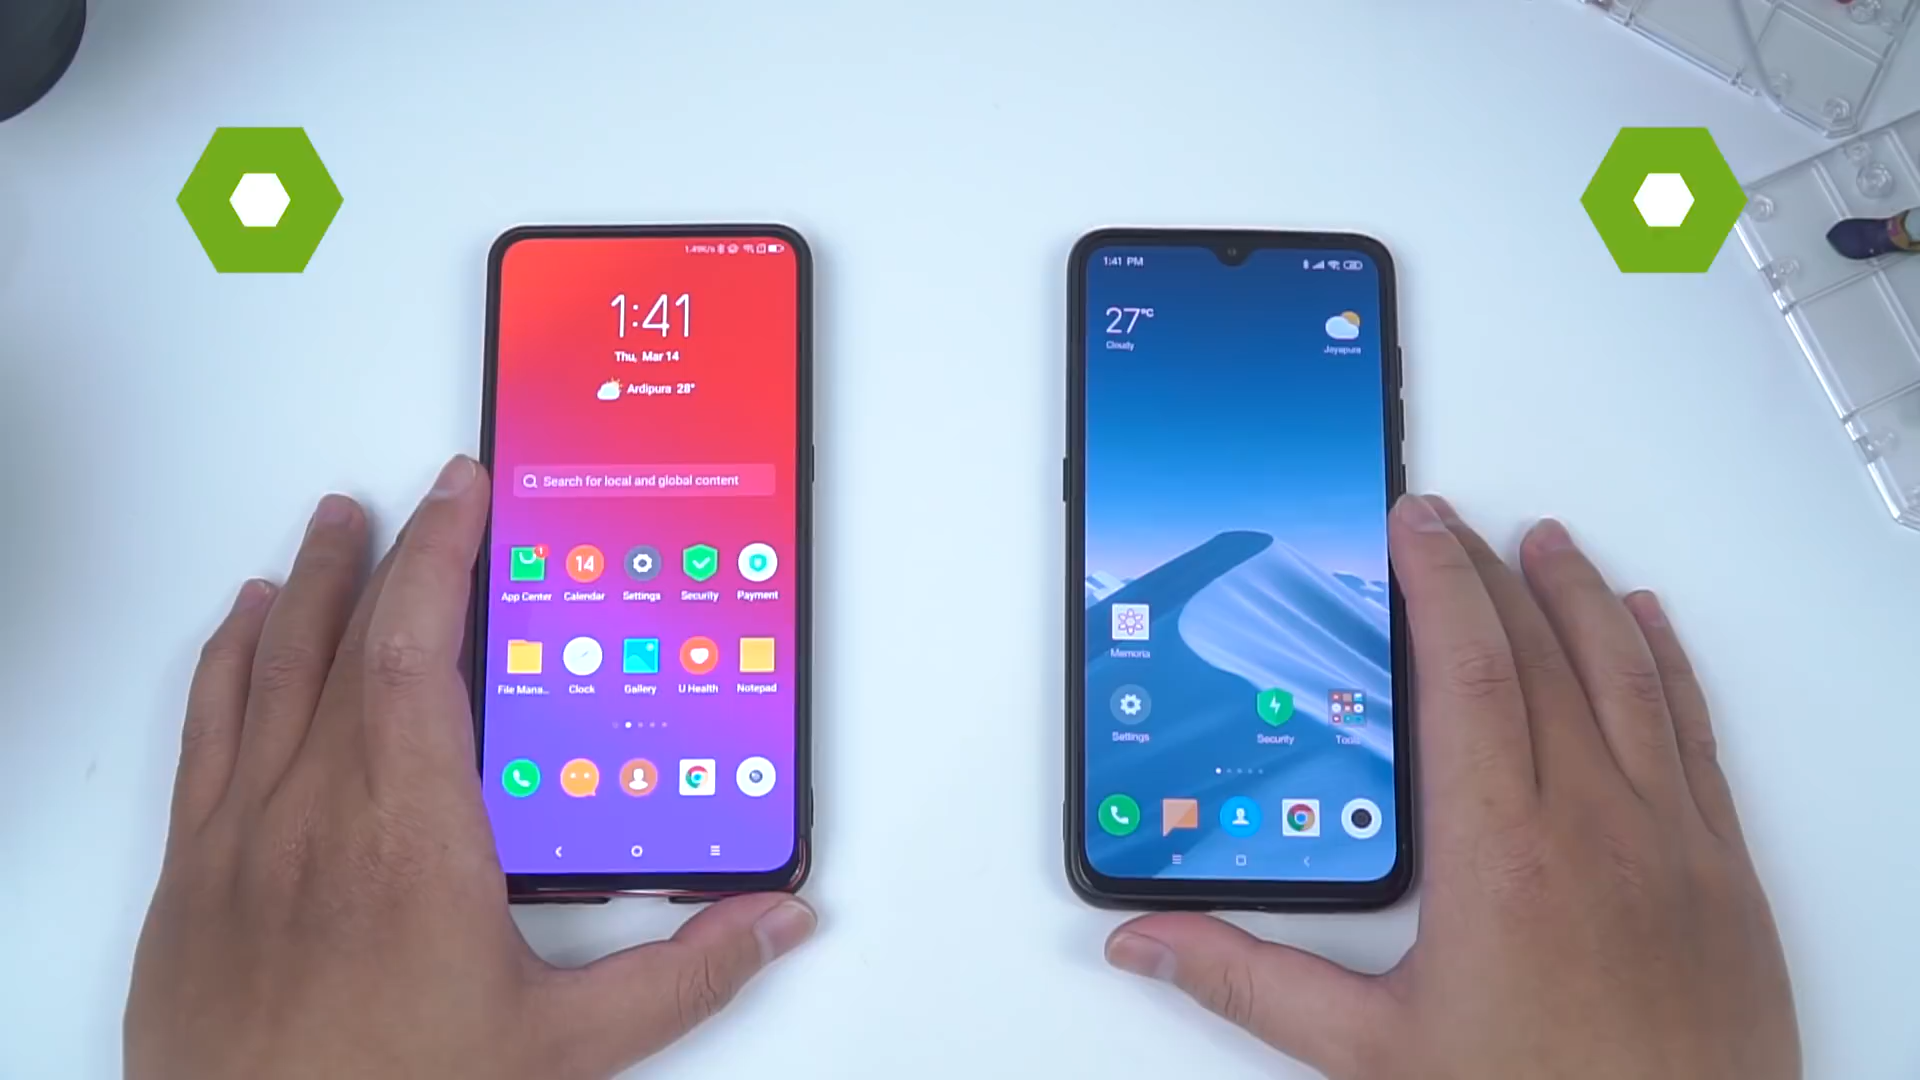 1:41
Thu, Mar 14
Ardipura 28°
Search for local and global content
1
14
App Center Calendar Settings Security Payment
File Mana... Clock Gallery U Health Notepad
1:41 PM
27°C
Cloudy
Jayapura
Memoria
Settings Security Tools